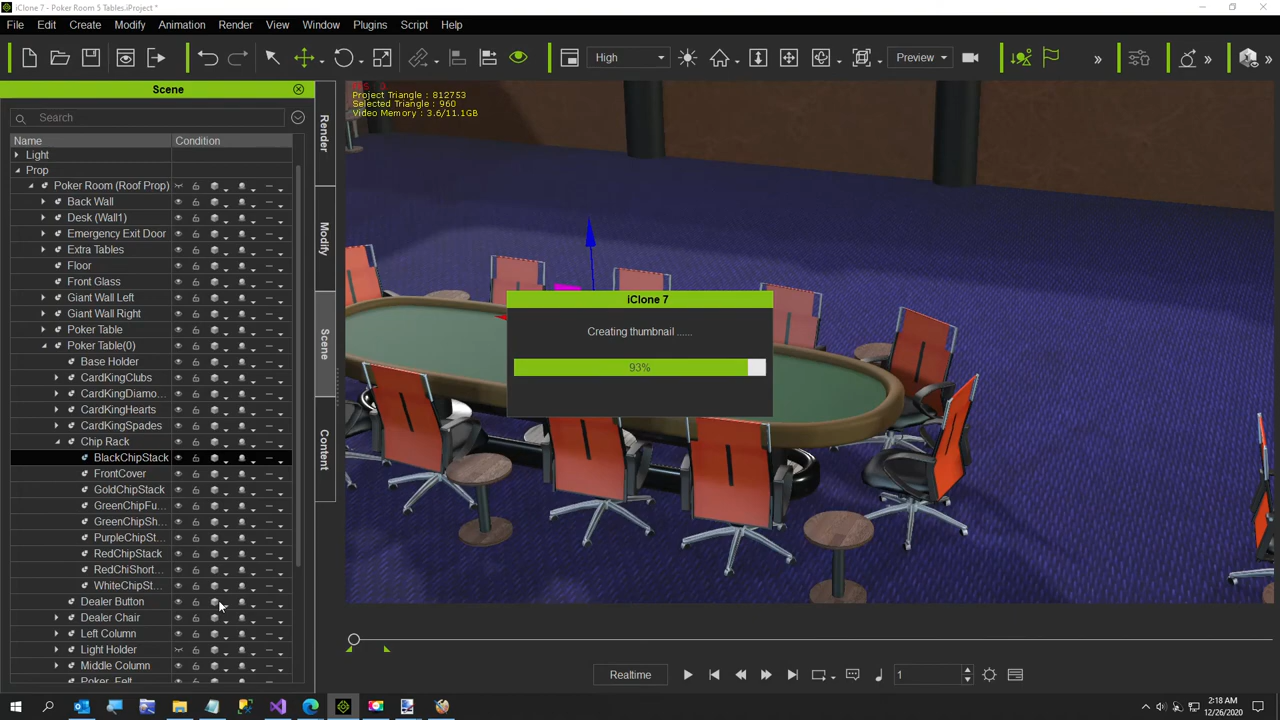 iClone 7 - Poker Room 5 Tables.iProject *
File Edit Create Modify Animation Render View Window Plugins Script Help
High
Preview
Scene
Search
Name Condition
Light
Prop
Poker Room (Roof Prop)
Back Wall
Desk (Wall1)
Emergency Exit Door
Extra Tables
Floor
Front Glass
Giant Wall Left
Giant Wall Right
Poker Table
Poker Table(0)
Base Holder
CardKingClubs
CardKingDiamo...
CardKingHearts
CardKingSpades
Chip Rack
BlackChipStack
FrontCover
GoldChipStack
GreenChipFu...
GreenChipSh...
PurpleChipSt...
RedChipStack
RedChiShort...
WhiteChipSt...
Dealer Button
Dealer Chair
Left Column
Light Holder
Middle Column
Render
Modify
Scene
Content
Project Triangle : 812753
Selected Triangle : 960
Video Memory : 3.6/11.1GB
iClone 7
Creating thumbnail ......
93%
Realtime
1
2:18 AM
12/26/2020